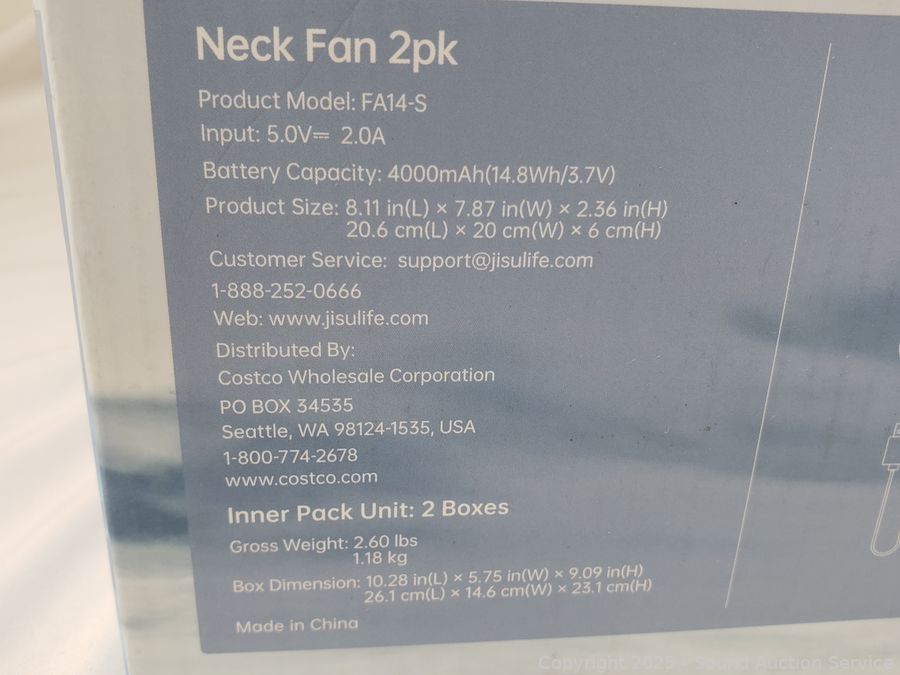 Neck Fan 2pk
Product Model: FA14-S
Input: 5.0V⎓ 2.0A
Battery Capacity: 4000mAh(14.8Wh/3.7V)
Product Size: 8.11 in(L) × 7.87 in(W) × 2.36 in(H)
20.6 cm(L) × 20 cm(W) × 6 cm(H)
Customer Service: support@jisulife.com
1-888-252-0666
Web: www.jisulife.com
Distributed By:
Costco Wholesale Corporation
PO BOX 34535
Seattle, WA 98124-1535, USA
1-800-774-2678
www.costco.com
Inner Pack Unit: 2 Boxes
Gross Weight: 2.60 lbs
1.18 kg
Box Dimension: 10.28 in(L) × 5.75 in(W) × 9.09 in(H)
26.1 cm(L) × 14.6 cm(W) × 23.1 cm(H)
Made in China
Copyright 2025 - Sound Auction Service